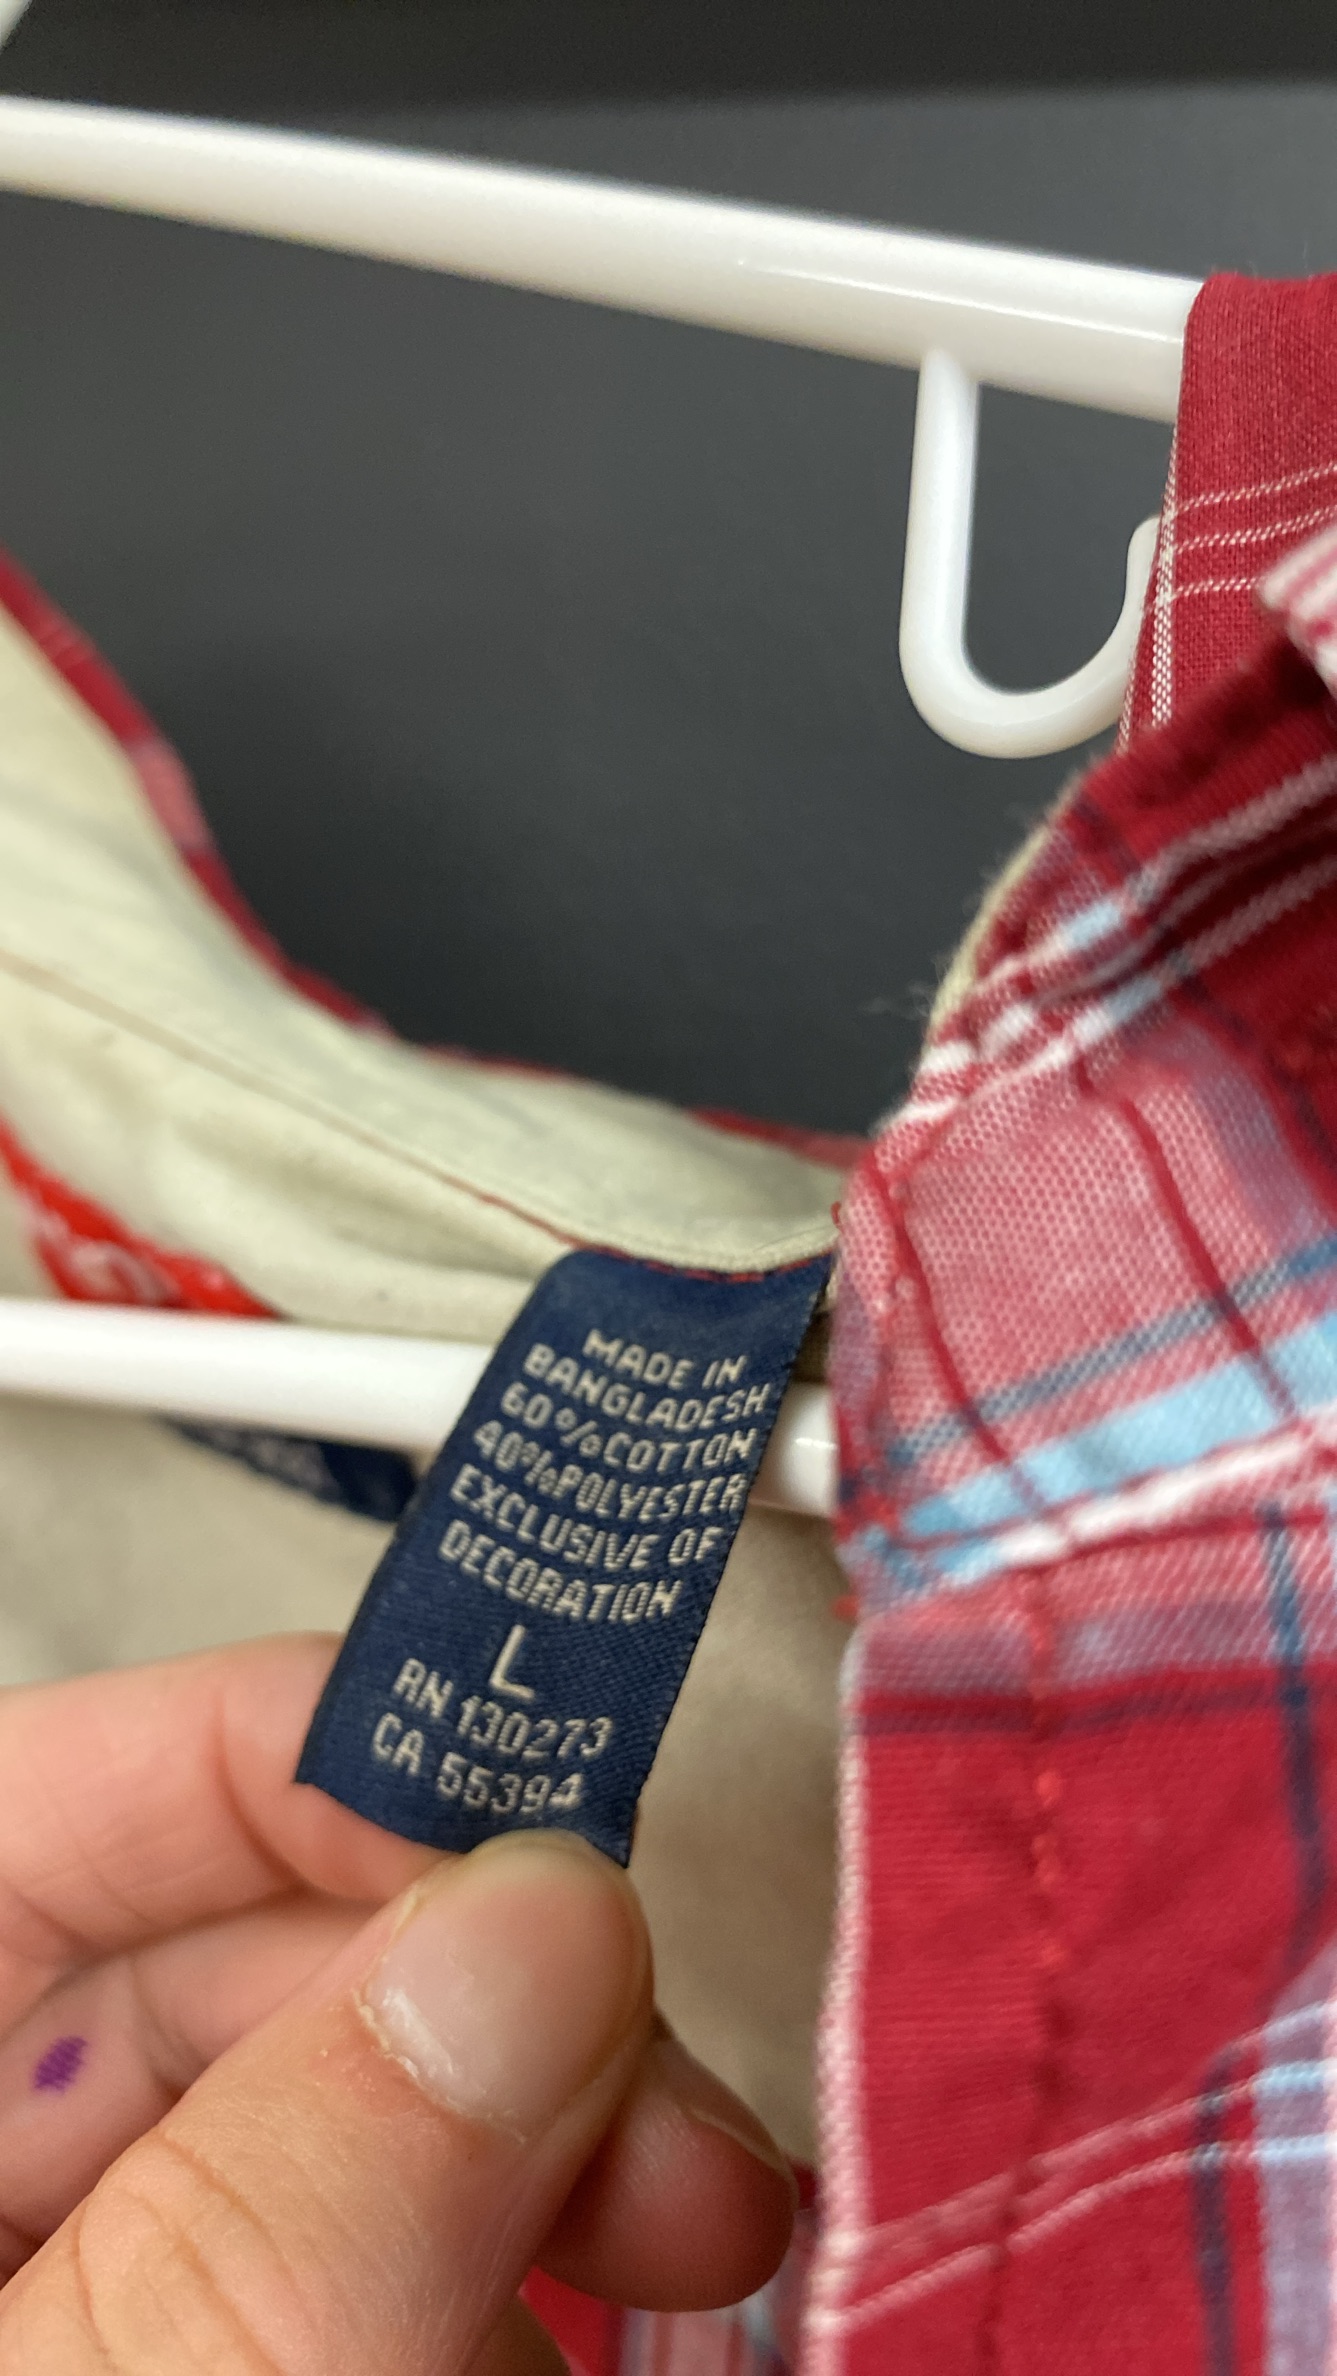 MADE IN
BANGLADESH
60%COTTON
40%POLYESTER
EXCLUSIVE OF
DECORATION
L
RN 130273
CA 55394